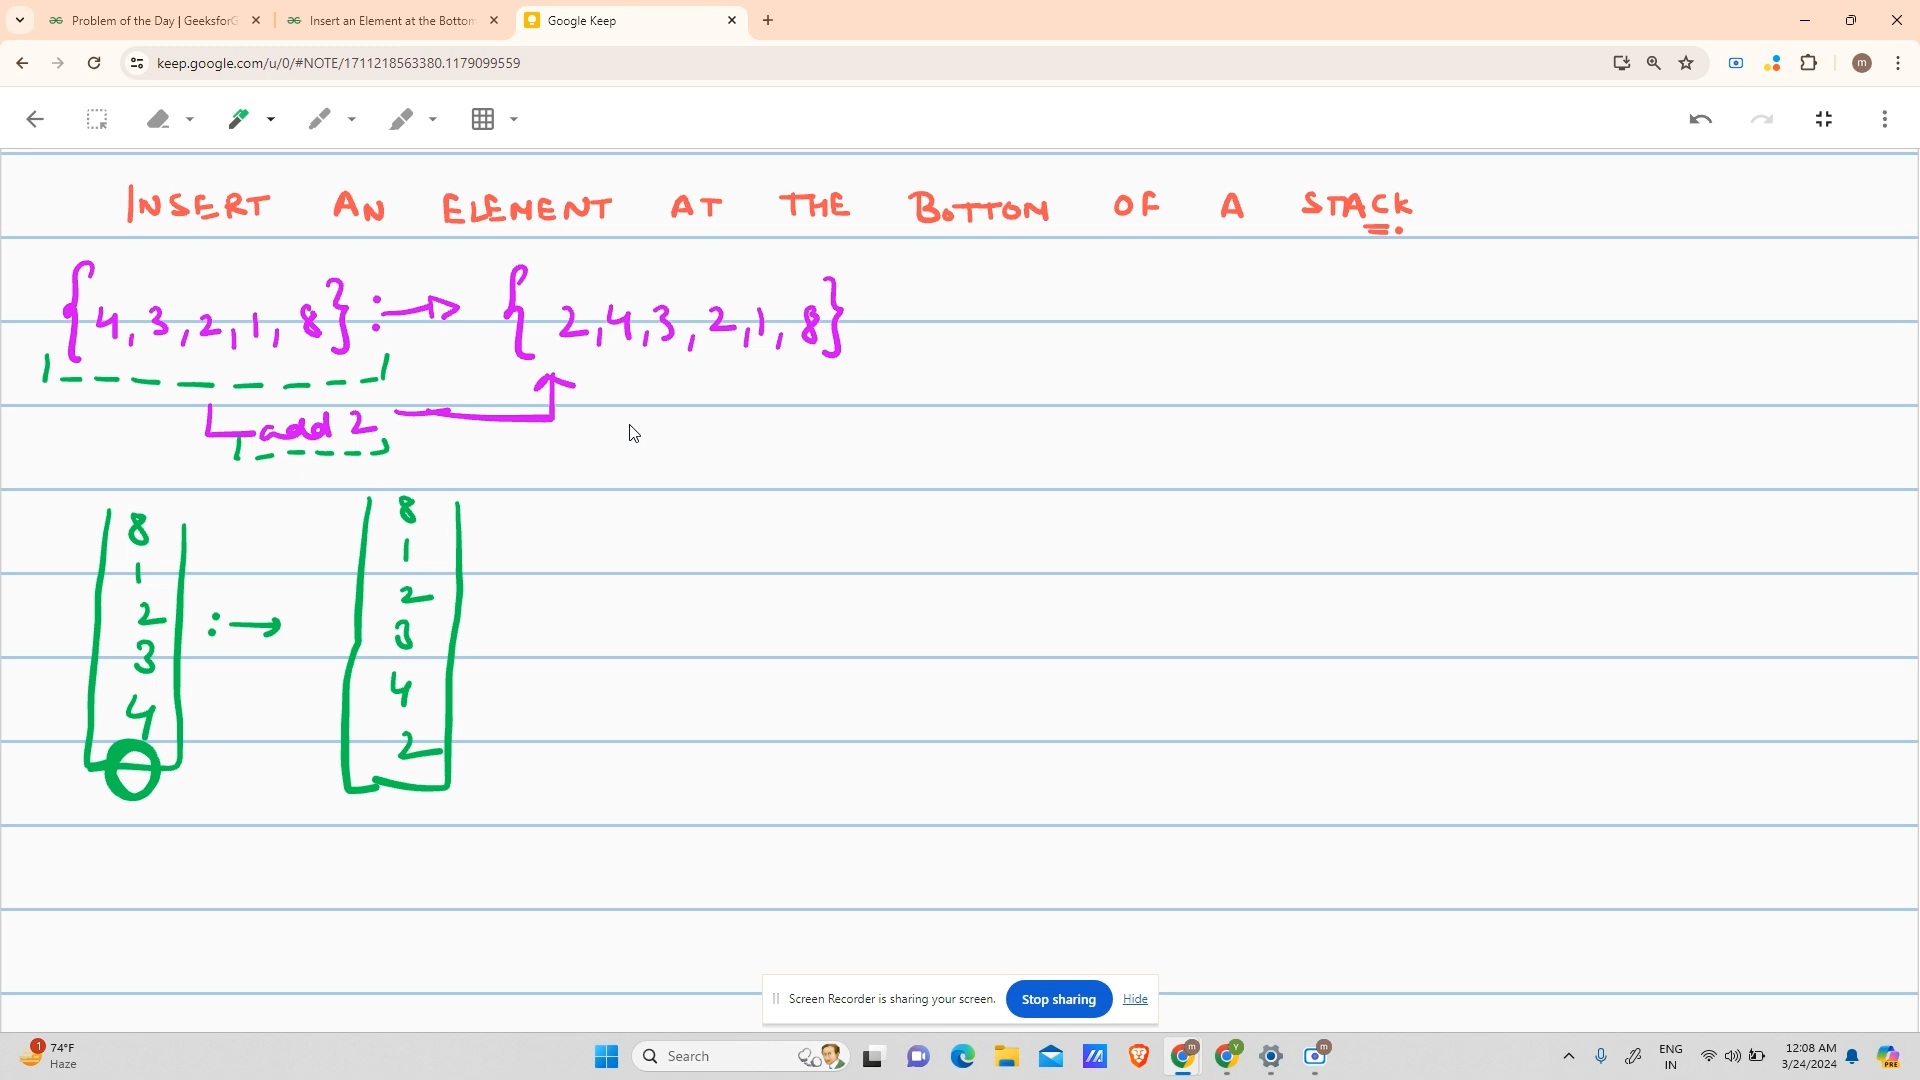 Problem of the Day | GeeksforG
Insert an Element at the Bottom
Google Keep
keep.google.com/u/0/#NOTE/1711218563380.1179099559
m
INSERT AN ELEMENT AT THE BOTTOM OF A STACK.
{4, 3, 2, 1, 8} :→ { 2, 4, 3, 2, 1, 8}
add 2
8
1
2
3
4
:→
8
1
2
3
4
2
Screen Recorder is sharing your screen. Stop sharing Hide
1
74°F
Haze
Search
m
Y
m
ENG
IN
12:08 AM
3/24/2024
PRE